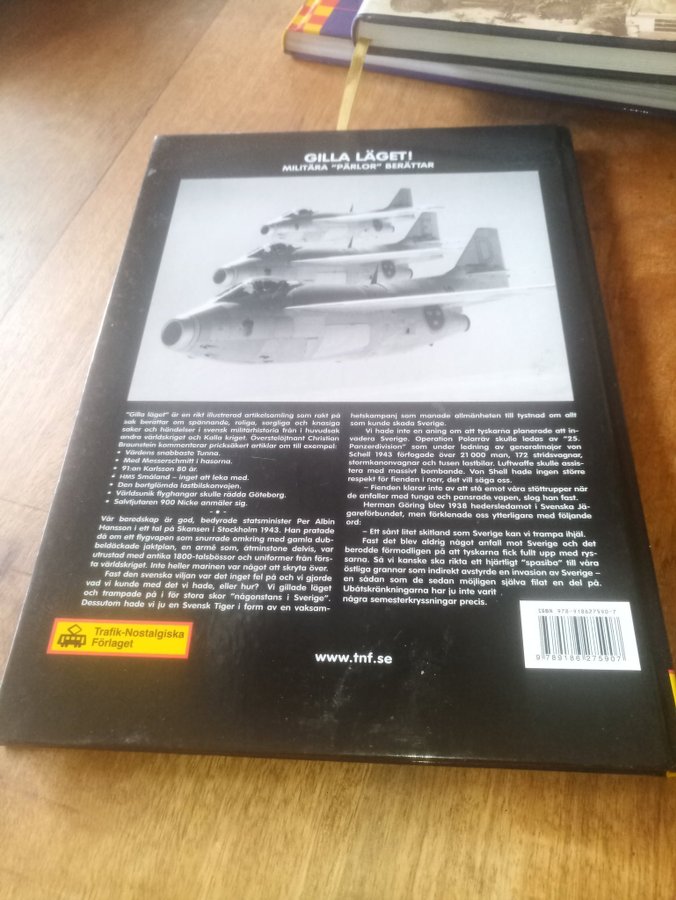 GILLA LÄGET!
MILITÄRA "PÄRLOR" BERÄTTAR
"Gilla läget" är en rikt illustrerad artikelsamling som rakt på
sak berättar om spännande, roliga, sorgliga och knasiga
saker och händelser i svensk militärhistoria från i huvudsak
andra världskriget och Kalla kriget. Överstelöjtnant Christian
Braunstein kommenterar pricksäkert artiklar om till exempel:
• Världens snabbaste Tunna.
• Med Messerschmitt i hasorna.
• 91:an Karlsson 80 år.
• HMS Småland – inget att leka med.
• Den bortglömda lastbilskonvojen.
• Världsunik flyghangar skulle rädda Göteborg.
• Salvtjutaren 900 Nicke anmäler sig.
- * -
Vår beredskap är god, bedyrade statsminister Per Albin
Hansson i ett tal på Skansen i Stockholm 1943. Han pratade
då om ett flygvapen som snurrade omkring med gamla dub-
beldäckade jaktplan, en armé som, åtminstone delvis, var
utrustad med antika 1800-talsbössor och uniformer från förs-
ta världskriget. Inte heller marinen var något att skryta över.
Fast den svenska viljan var det inget fel på och vi gjorde
vad vi kunde med det vi hade, eller hur? Vi gillade läget
och trampade på i för stora skor "någonstans i Sverige".
Dessutom hade vi ju en Svensk Tiger i form av en vaksam-
hetskampanj som manade allmänheten till tystnad om allt
som kunde skada Sverige.
Vi hade inte en aning om att tyskarna planerade att in-
vadera Sverige. Operation Polarräv skulle ledas av "25.
Panzerdivision" som under ledning av generalmajor von
Schell 1943 förfogade över 21 000 man, 172 stridsvagnar,
stormkanonvagnar och tusen lastbilar. Luftwaffe skulle assis-
tera med massivt bombande. Von Shell hade ingen större
respekt för fienden i norr, det vill säga oss.
– Fienden klarar inte av att stå emot våra stöttrupper när
de anfaller med tunga och pansrade vapen, slog han fast.
Herman Göring blev 1938 hedersledamot i Svenska Jä-
gareförbundet, men förklenade oss ytterligare med följande
ord:
– Ett sånt litet skitland som Sverige kan vi trampa ihjäl.
Fast det blev aldrig något anfall mot Sverige och det
berodde förmodligen på att tyskarna fick fullt upp med rys-
sarna. Så vi kanske ska rikta ett hjärtligt "spasiba" till våra
östliga grannar som indirekt avstyrde en invasion av Sverige –
en sådan som de sedan möjligen själva filat en del på.
Ubåtskränkningarna har ju inte varit
några semesterkryssningar precis.
Trafik-Nostalgiska
Förlaget
www.tnf.se
ISBN 978-918627590-7
9 789186 275907